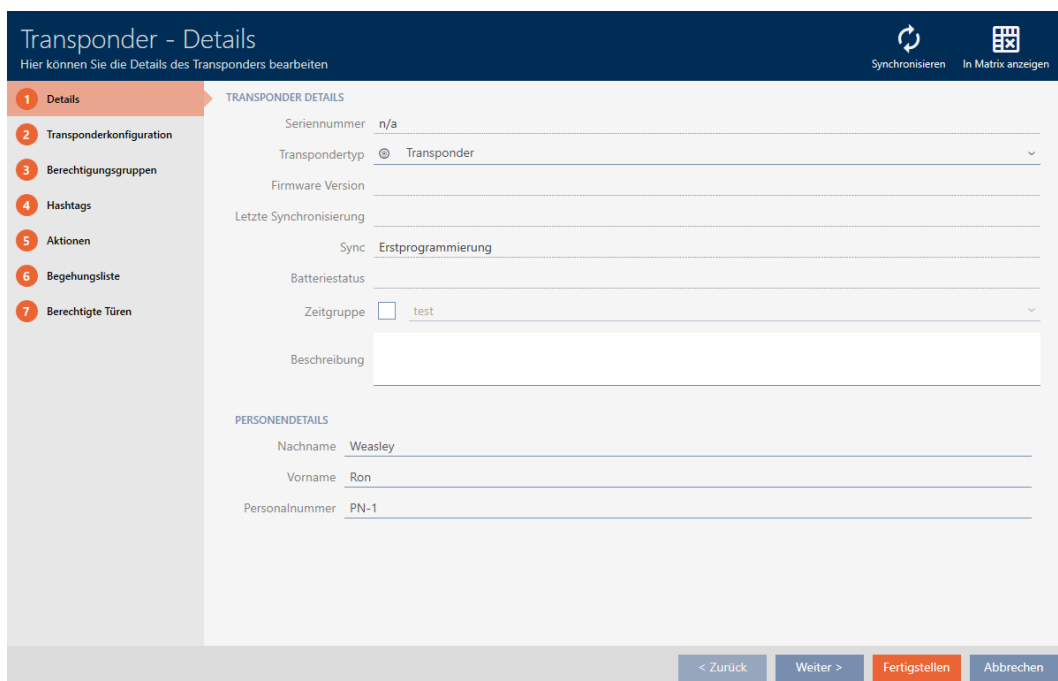 Transponder - Details
Hier können Sie die Details des Transponders bearbeiten
Synchronisieren
In Matrix anzeigen
1 Details
2 Transponderkonfiguration
3 Berechtigungsgruppen
4 Hashtags
5 Aktionen
6 Begehungsliste
7 Berechtigte Türen
TRANSPONDER DETAILS
Seriennummer n/a
Transpondertyp Transponder
Firmware Version
Letzte Synchronisierung
Sync Erstprogrammierung
Batteriestatus
Zeitgruppe test
Beschreibung
PERSONENDETAILS
Nachname Weasley
Vorname Ron
Personalnummer PN-1
< Zurück
Weiter >
Fertigstellen
Abbrechen